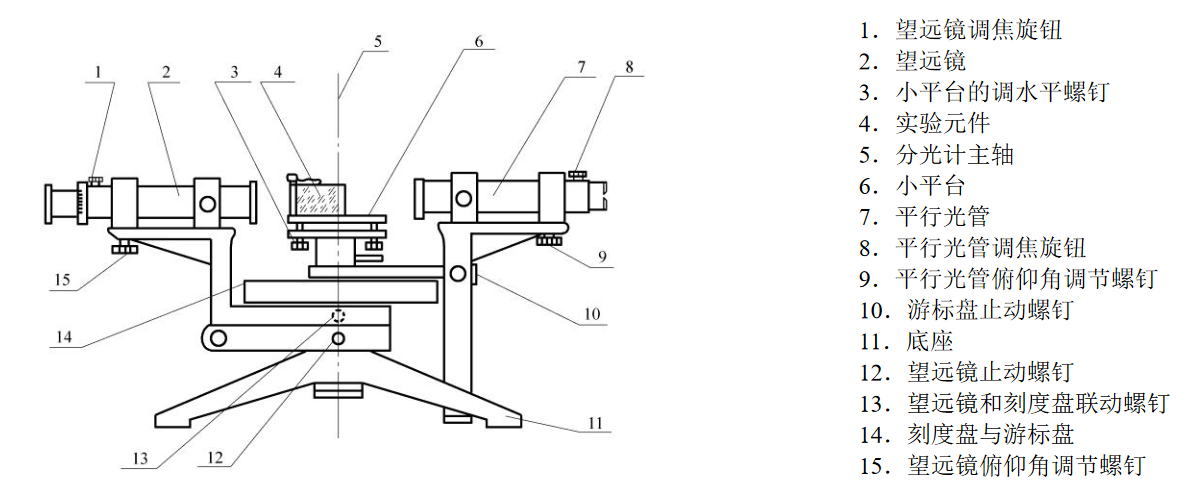 5
6
1
2
3
4
7
8
15
9
14
10
11
13
12
1．望远镜调焦旋钮
2．望远镜
3．小平台的调水平螺钉
4．实验元件
5．分光计主轴
6．小平台
7．平行光管
8．平行光管调焦旋钮
9．平行光管俯仰角调节螺钉
10．游标盘止动螺钉
11．底座
12．望远镜止动螺钉
13．望远镜和刻度盘联动螺钉
14．刻度盘与游标盘
15．望远镜俯仰角调节螺钉